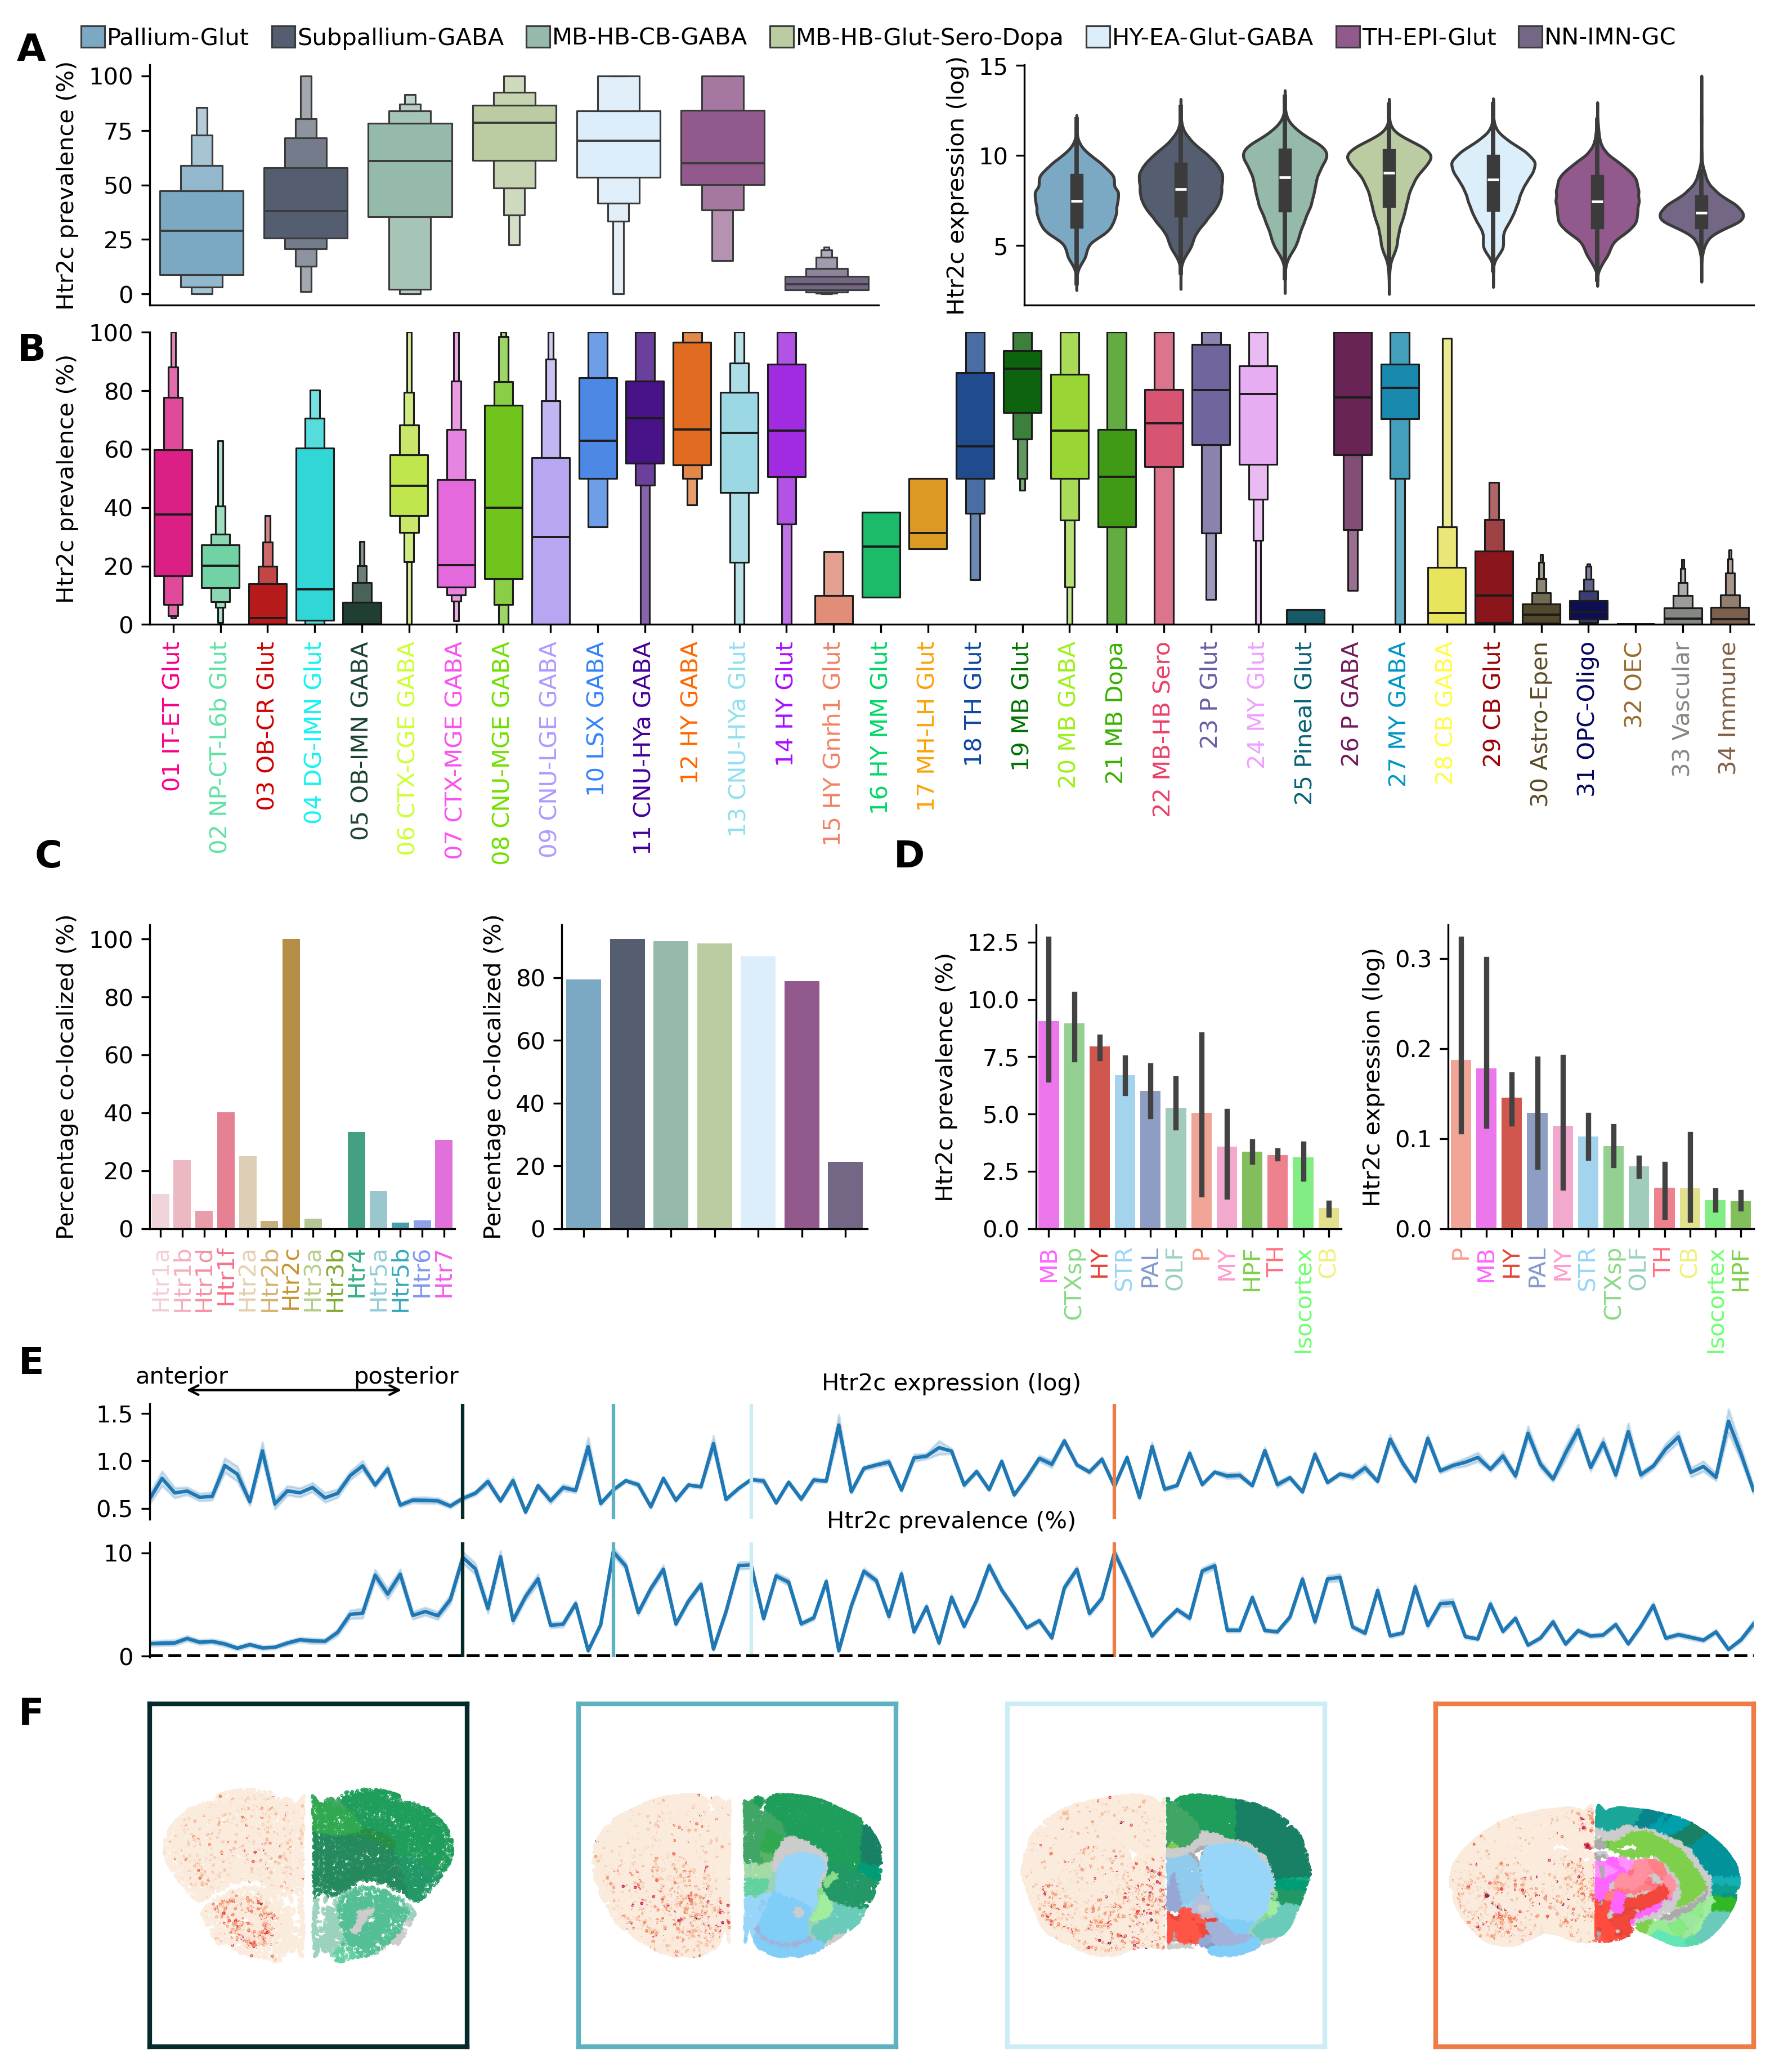 A
Pallium-Glut Subpallium-GABA MB-HB-CB-GABA MB-HB-Glut-Sero-Dopa HY-EA-Glut-GABA TH-EPI-Glut NN-IMN-GC
Htr2c prevalence (%)
100
75
50
25
0
Htr2c expression (log)
15
10
5
B
Htr2c prevalence (%)
100
80
60
40
20
0
01 IT-ET Glut
02 NP-CT-L6b Glut
03 OB-CR Glut
04 DG-IMN Glut
05 OB-IMN GABA
06 CTX-CGE GABA
07 CTX-MGE GABA
08 CNU-MGE GABA
09 CNU-LGE GABA
10 LSX GABA
11 CNU-HYa GABA
12 HY GABA
13 CNU-HYa Glut
14 HY Glut
15 HY Gnrh1 Glut
16 HY MM Glut
17 MH-LH Glut
18 TH Glut
19 MB Glut
20 MB GABA
21 MB Dopa
22 MB-HB Sero
23 P Glut
24 MY Glut
25 Pineal Glut
26 P GABA
27 MY GABA
28 CB GABA
29 CB Glut
30 Astro-Epen
31 OPC-Oligo
32 OEC
33 Vascular
34 Immune
C
Percentage co-localized (%)
100
80
60
40
20
0
Htr1a
Htr1b
Htr1d
Htr1f
Htr2a
Htr2b
Htr2c
Htr3a
Htr3b
Htr4
Htr5a
Htr5b
Htr6
Htr7
Percentage co-localized (%)
80
60
40
20
0
D
Htr2c prevalence (%)
12.5
10.0
7.5
5.0
2.5
0.0
MB
CTXsp
HY
STR
PAL
OLF
P
MY
HPF
TH
Isocortex
CB
Htr2c expression (log)
0.3
0.2
0.1
0.0
P
MB
HY
PAL
MY
STR
CTXsp
OLF
TH
CB
Isocortex
HPF
E
anterior posterior
Htr2c expression (log)
1.5
1.0
0.5
Htr2c prevalence (%)
10
0
F